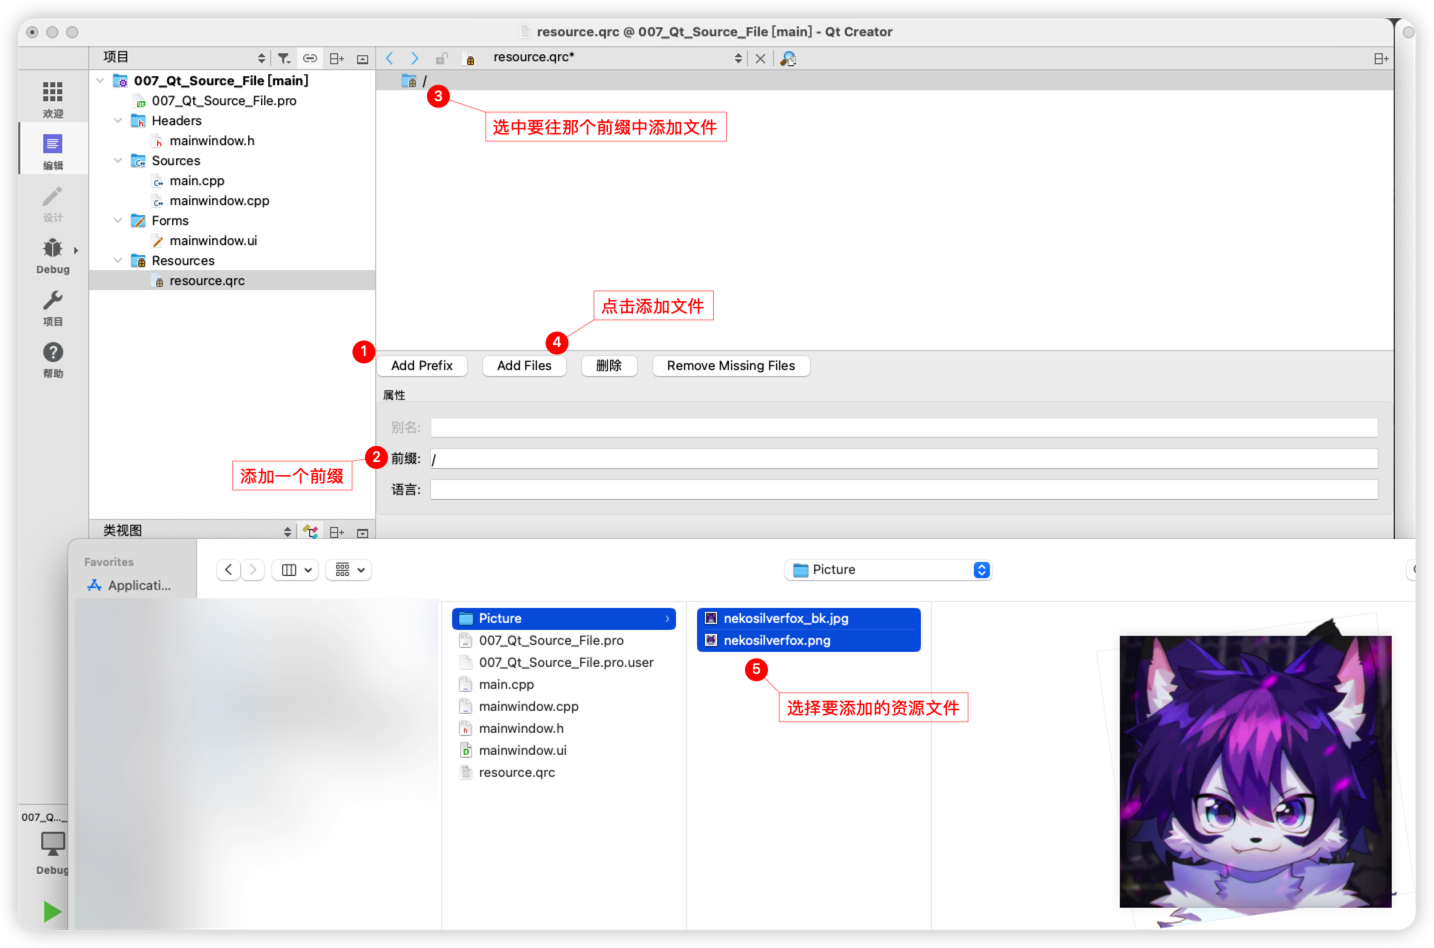 resource.qrc @ 007_Qt_Source_File [main] - Qt Creator
项目
resource.qrc*
007_Qt_Source_File [main]
007_Qt_Source_File.pro
Headers
mainwindow.h
Sources
main.cpp
mainwindow.cpp
Forms
mainwindow.ui
Resources
resource.qrc
欢迎
编辑
设计
Debug
项目
帮助
/
3
选中要往那个前缀中添加文件
点击添加文件
4
1
Add Prefix
Add Files
删除
Remove Missing Files
属性
别名:
2
前缀:
/
添加一个前缀
语言:
类视图
Favorites
Applicati...
Picture
Picture
007_Qt_Source_File.pro
007_Qt_Source_File.pro.user
main.cpp
mainwindow.cpp
mainwindow.h
mainwindow.ui
resource.qrc
nekosilverfox_bk.jpg
nekosilverfox.png
5
选择要添加的资源文件
007_Q..._
Debug